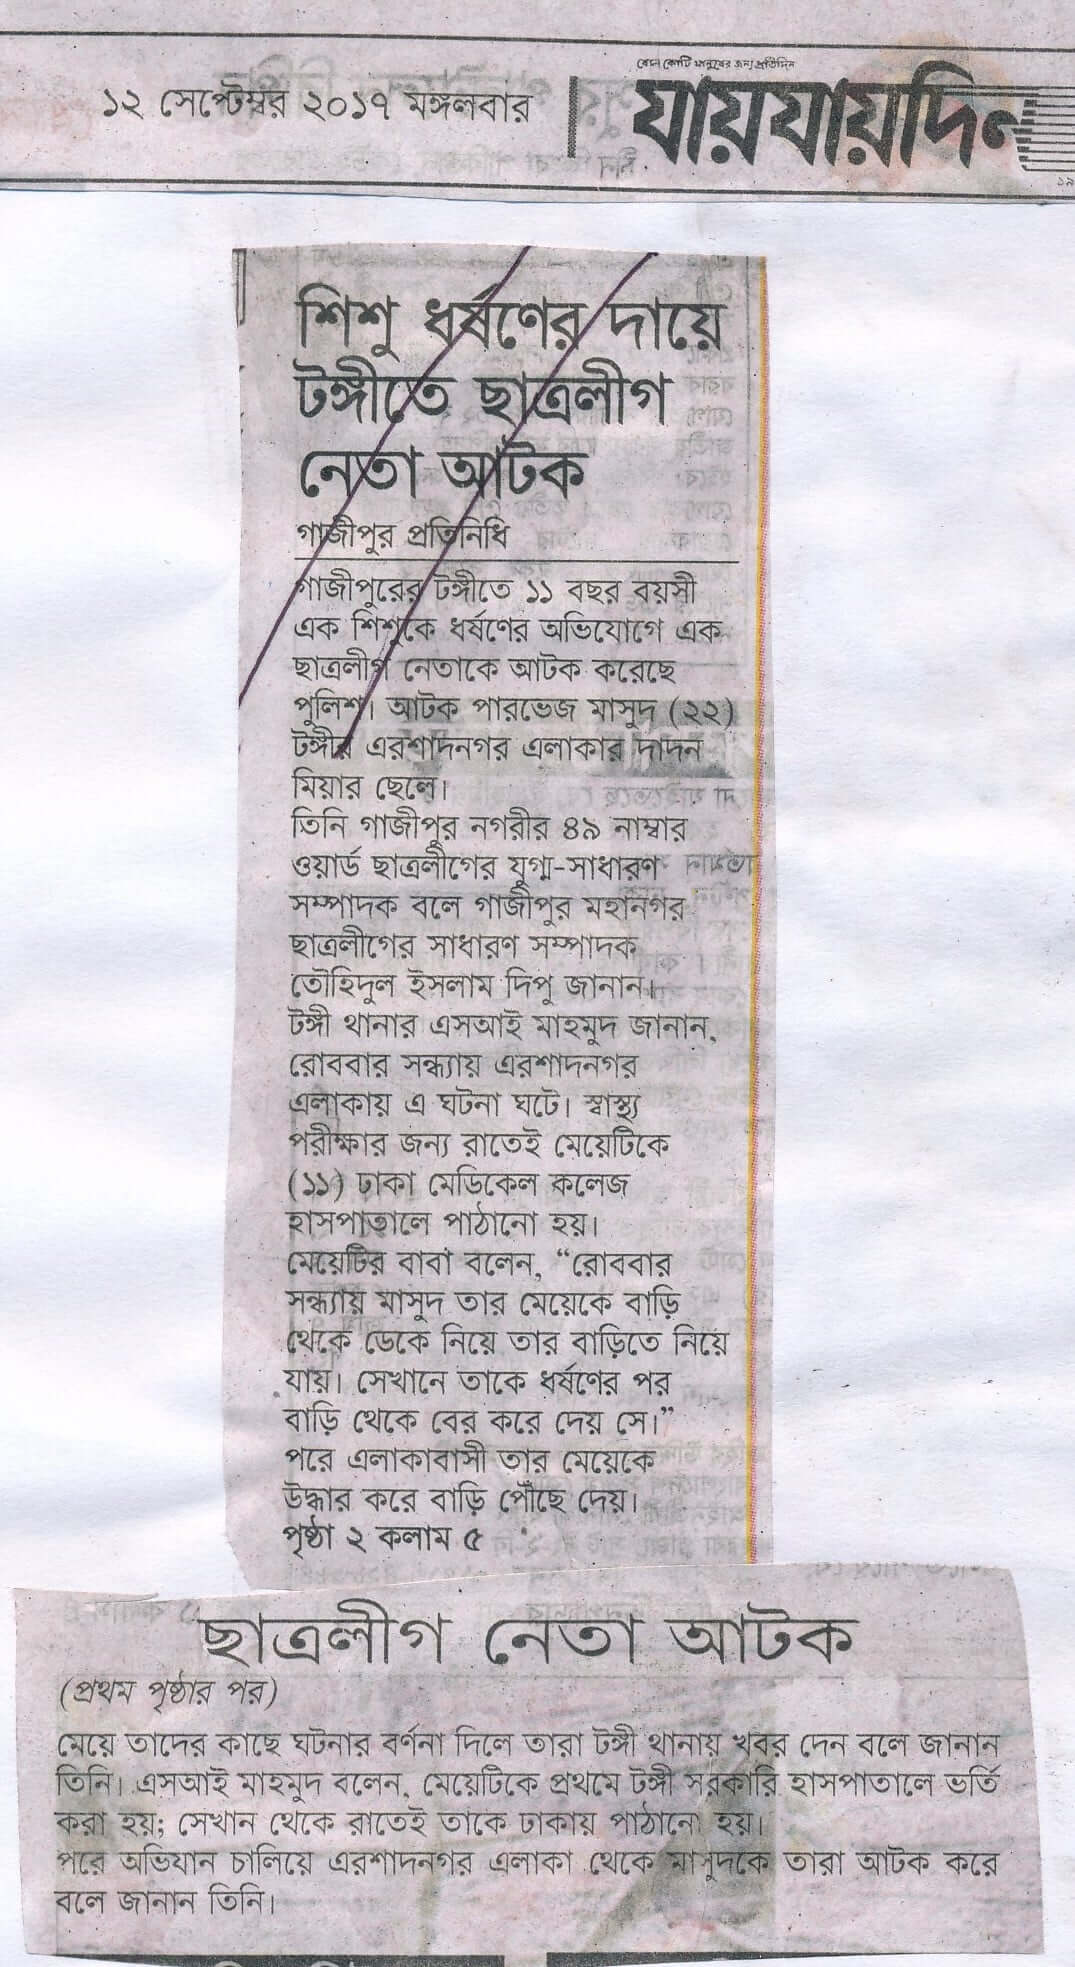 ১২ সেপ্টেম্বর ২০১৭ মঙ্গলবার
যায়যায়দিন
শিশু ধর্ষণের দায়ে
টঙ্গীতে ছাত্রলীগ
নেতা আটক
গাজীপুর প্রতিনিধি
গাজীপুরের টঙ্গীতে ১১ বছর বয়সী
এক শিশুকে ধর্ষণের অভিযোগে এক
ছাত্রলীগ নেতাকে আটক করেছে
পুলিশ। আটক পারভেজ মাসুদ (২২)
টঙ্গীর এরশাদনগর এলাকার দাদন
মিয়ার ছেলে।
তিনি গাজীপুর নগরীর ৪৯ নাম্বার
ওয়ার্ড ছাত্রলীগের যুগ্ম-সাধারণ
সম্পাদক বলে গাজীপুর মহানগর
ছাত্রলীগের সাধারণ সম্পাদক
তৌহিদুল ইসলাম দিপু জানান।
টঙ্গী থানার এসআই মাহমুদ জানান,
রোববার সন্ধ্যায় এরশাদনগর
এলাকায় এ ঘটনা ঘটে। স্বাস্থ্য
পরীক্ষার জন্য রাতেই মেয়েটিকে
(১১) ঢাকা মেডিকেল কলেজ
হাসপাতালে পাঠানো হয়।
মেয়েটির বাবা বলেন, “রোববার
সন্ধ্যায় মাসুদ তার মেয়েকে বাড়ি
থেকে ডেকে নিয়ে তার বাড়িতে নিয়ে
যায়। সেখানে তাকে ধর্ষণের পর
বাড়ি থেকে বের করে দেয় সে।”
পরে এলাকাবাসী তার মেয়েকে
উদ্ধার করে বাড়ি পৌঁছে দেয়।
পৃষ্ঠা ২ কলাম ৫
ছাত্রলীগ নেতা আটক
(প্রথম পৃষ্ঠার পর)
মেয়ে তাদের কাছে ঘটনার বর্ণনা দিলে তারা টঙ্গী থানায় খবর দেন বলে জানান
তিনি। এসআই মাহমুদ বলেন, মেয়েটিকে প্রথমে টঙ্গী সরকারি হাসপাতালে ভর্তি
করা হয়; সেখান থেকে রাতেই তাকে ঢাকায় পাঠানো হয়।
পরে অভিযান চালিয়ে এরশাদনগর এলাকা থেকে মাসুদকে তারা আটক করে
বলে জানান তিনি।